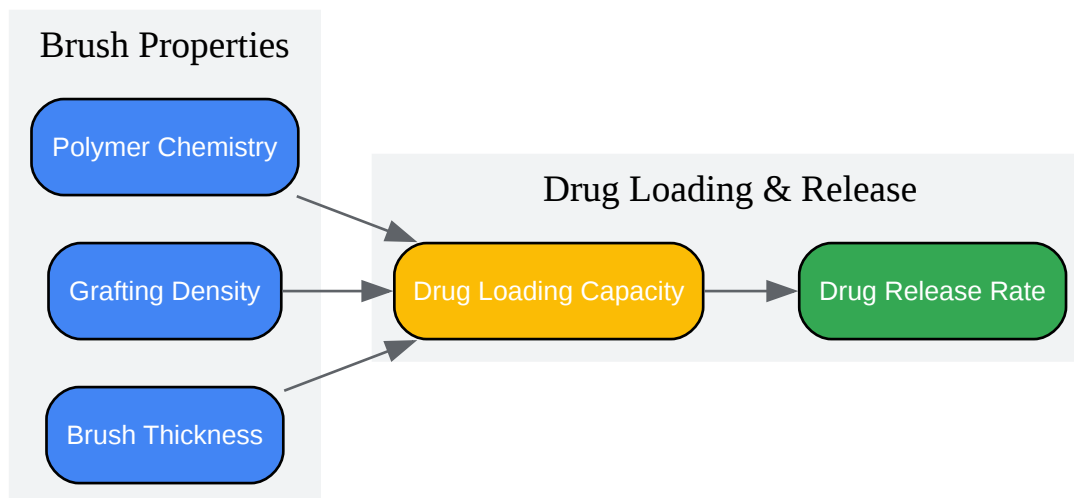 Brush Properties
Polymer Chemistry
Grafting Density
Brush Thickness
Drug Loading & Release
Drug Loading Capacity
Drug Release Rate